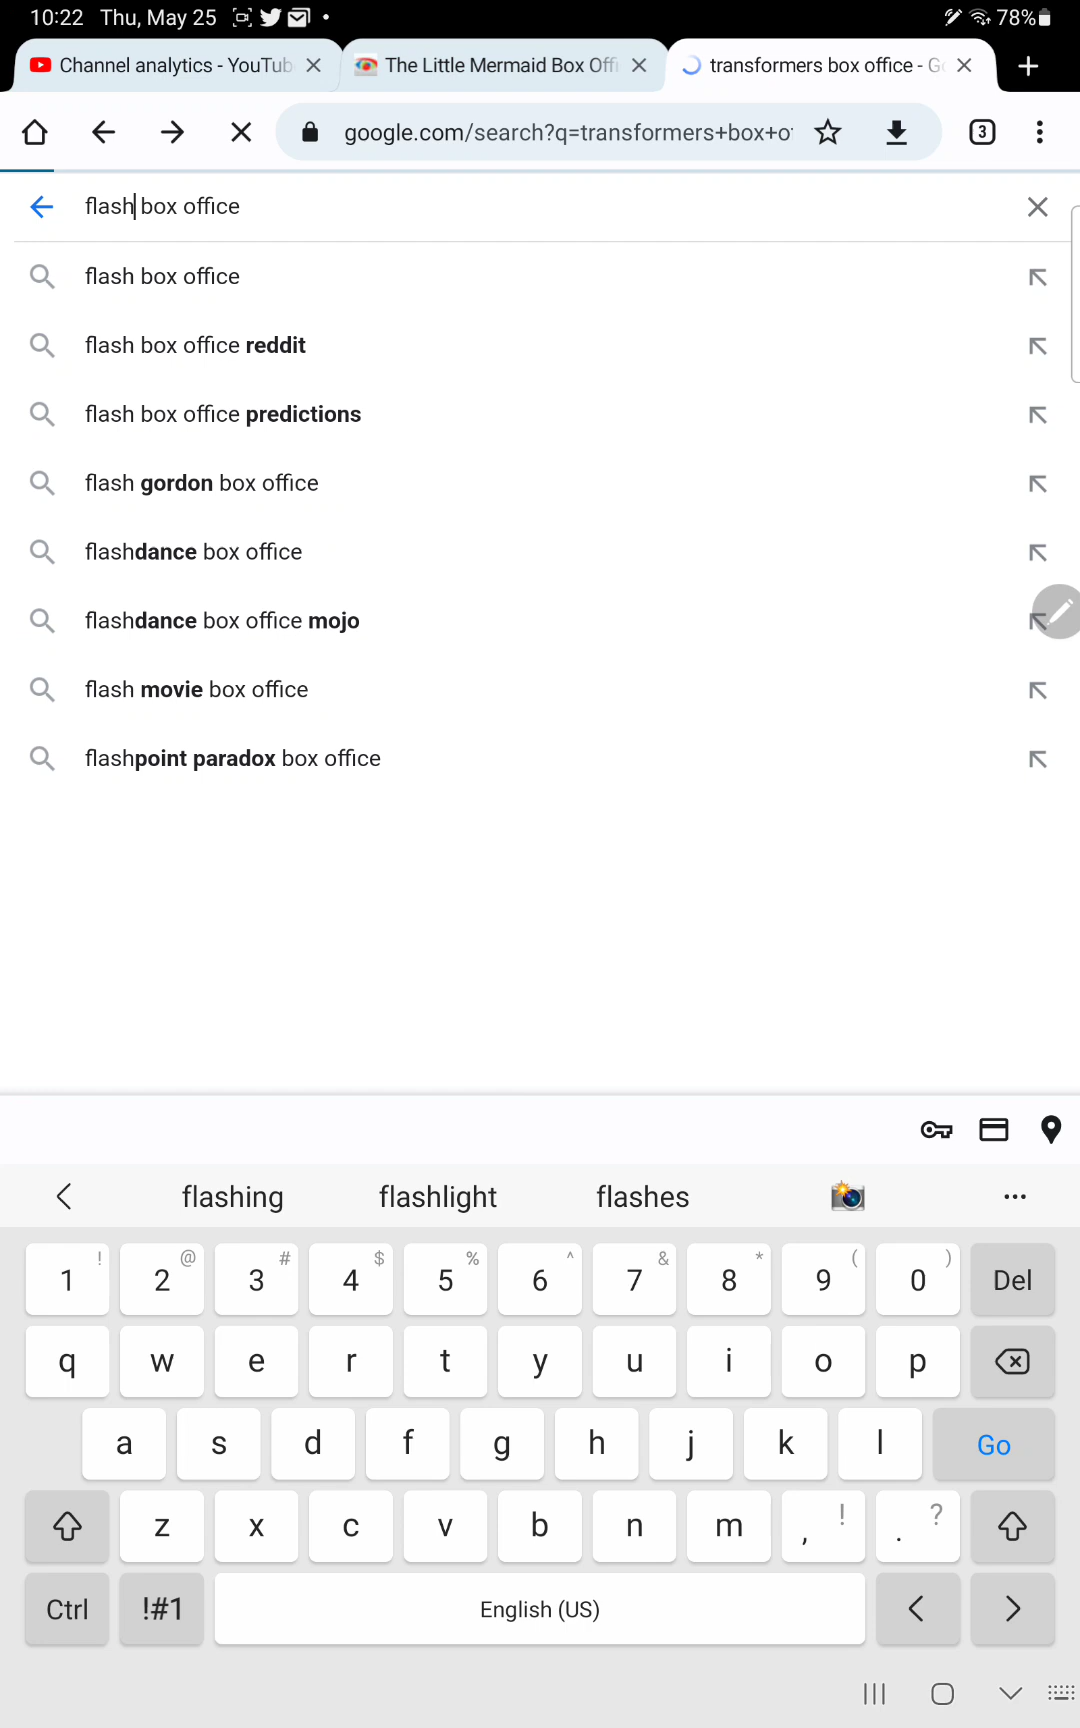 10:22 Thu, May 25 78%
Channel analytics - YouTub The Little Mermaid Box Offi transformers box office - G
3
google.com/search?q=transformers+box+o
flash box office
flash box office
flash box office reddit
flash box office predictions
flash gordon box office
flashdance box office
flashdance box office mojo
flash movie box office
flashpoint paradox box office
flashing flashlight flashes ...
! @ # $ % ^ & * ( )
1 2 3 4 5 6 7 8 9 0 Del
q w e r t y u i o p
a s d f g h j k l Go
z x c v b n m , ! . ?
Ctrl !#1 English (US) < >